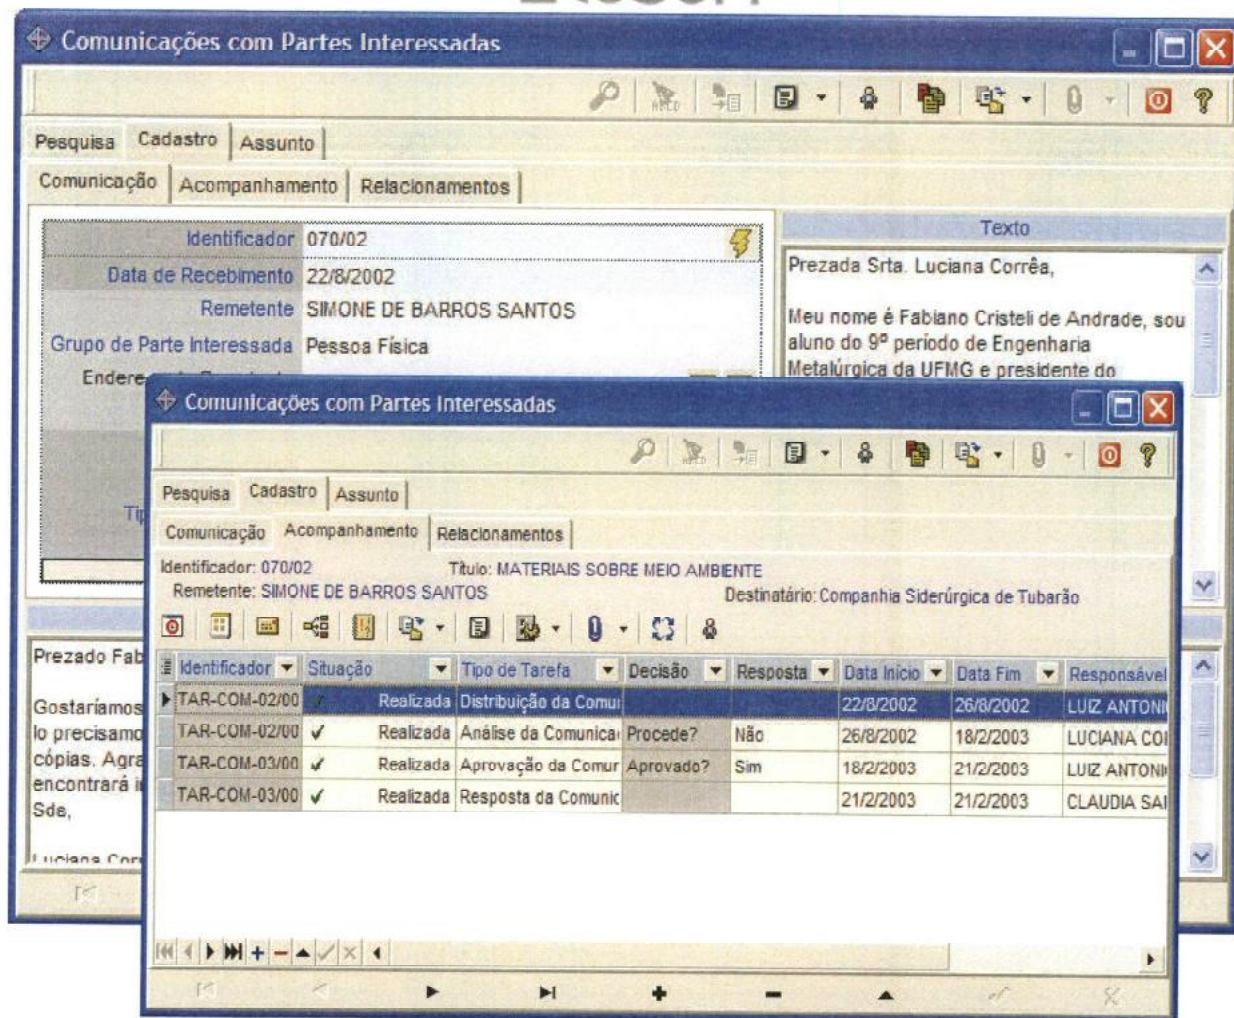 Comunicações com Partes Interessadas
Pesquisa Cadastro Assunto
Comunicação Acompanhamento Relacionamentos
Identificador 070/02
Data de Recebimento 22/8/2002
Remetente SIMONE DE BARROS SANTOS
Grupo de Parte Interessada Pessoa Física
Texto
Prezada Srta. Luciana Corrêa,
Meu nome é Fabiano Cristeli de Andrade, sou
aluno do 9º período de Engenharia
Metalúrgica da UFMG e presidente do
Prezado Fab
Gostaríamos
lo precisamo
cópias. Agra
encontrará i
Sds,
Luciana Corr
Comunicações com Partes Interessadas
Pesquisa Cadastro Assunto
Comunicação Acompanhamento Relacionamentos
Identificador: 070/02 Título: MATERIAIS SOBRE MEIO AMBIENTE
Remetente: SIMONE DE BARROS SANTOS Destinatário: Companhia Siderúrgica de Tubarão
Identificador Situação Tipo de Tarefa Decisão Resposta Data Início Data Fim Responsável
TAR-COM-02/00 Realizada Distribuição da Comu 22/8/2002 26/8/2002 LUIZ ANTONI
TAR-COM-02/00 Realizada Análise da Comunica Procede? Não 26/8/2002 18/2/2003 LUCIANA CO
TAR-COM-03/00 Realizada Aprovação da Comur Aprovado? Sim 18/2/2003 21/2/2003 LUIZ ANTONI
TAR-COM-03/00 Realizada Resposta da Comunic 21/2/2003 21/2/2003 CLAUDIA SA